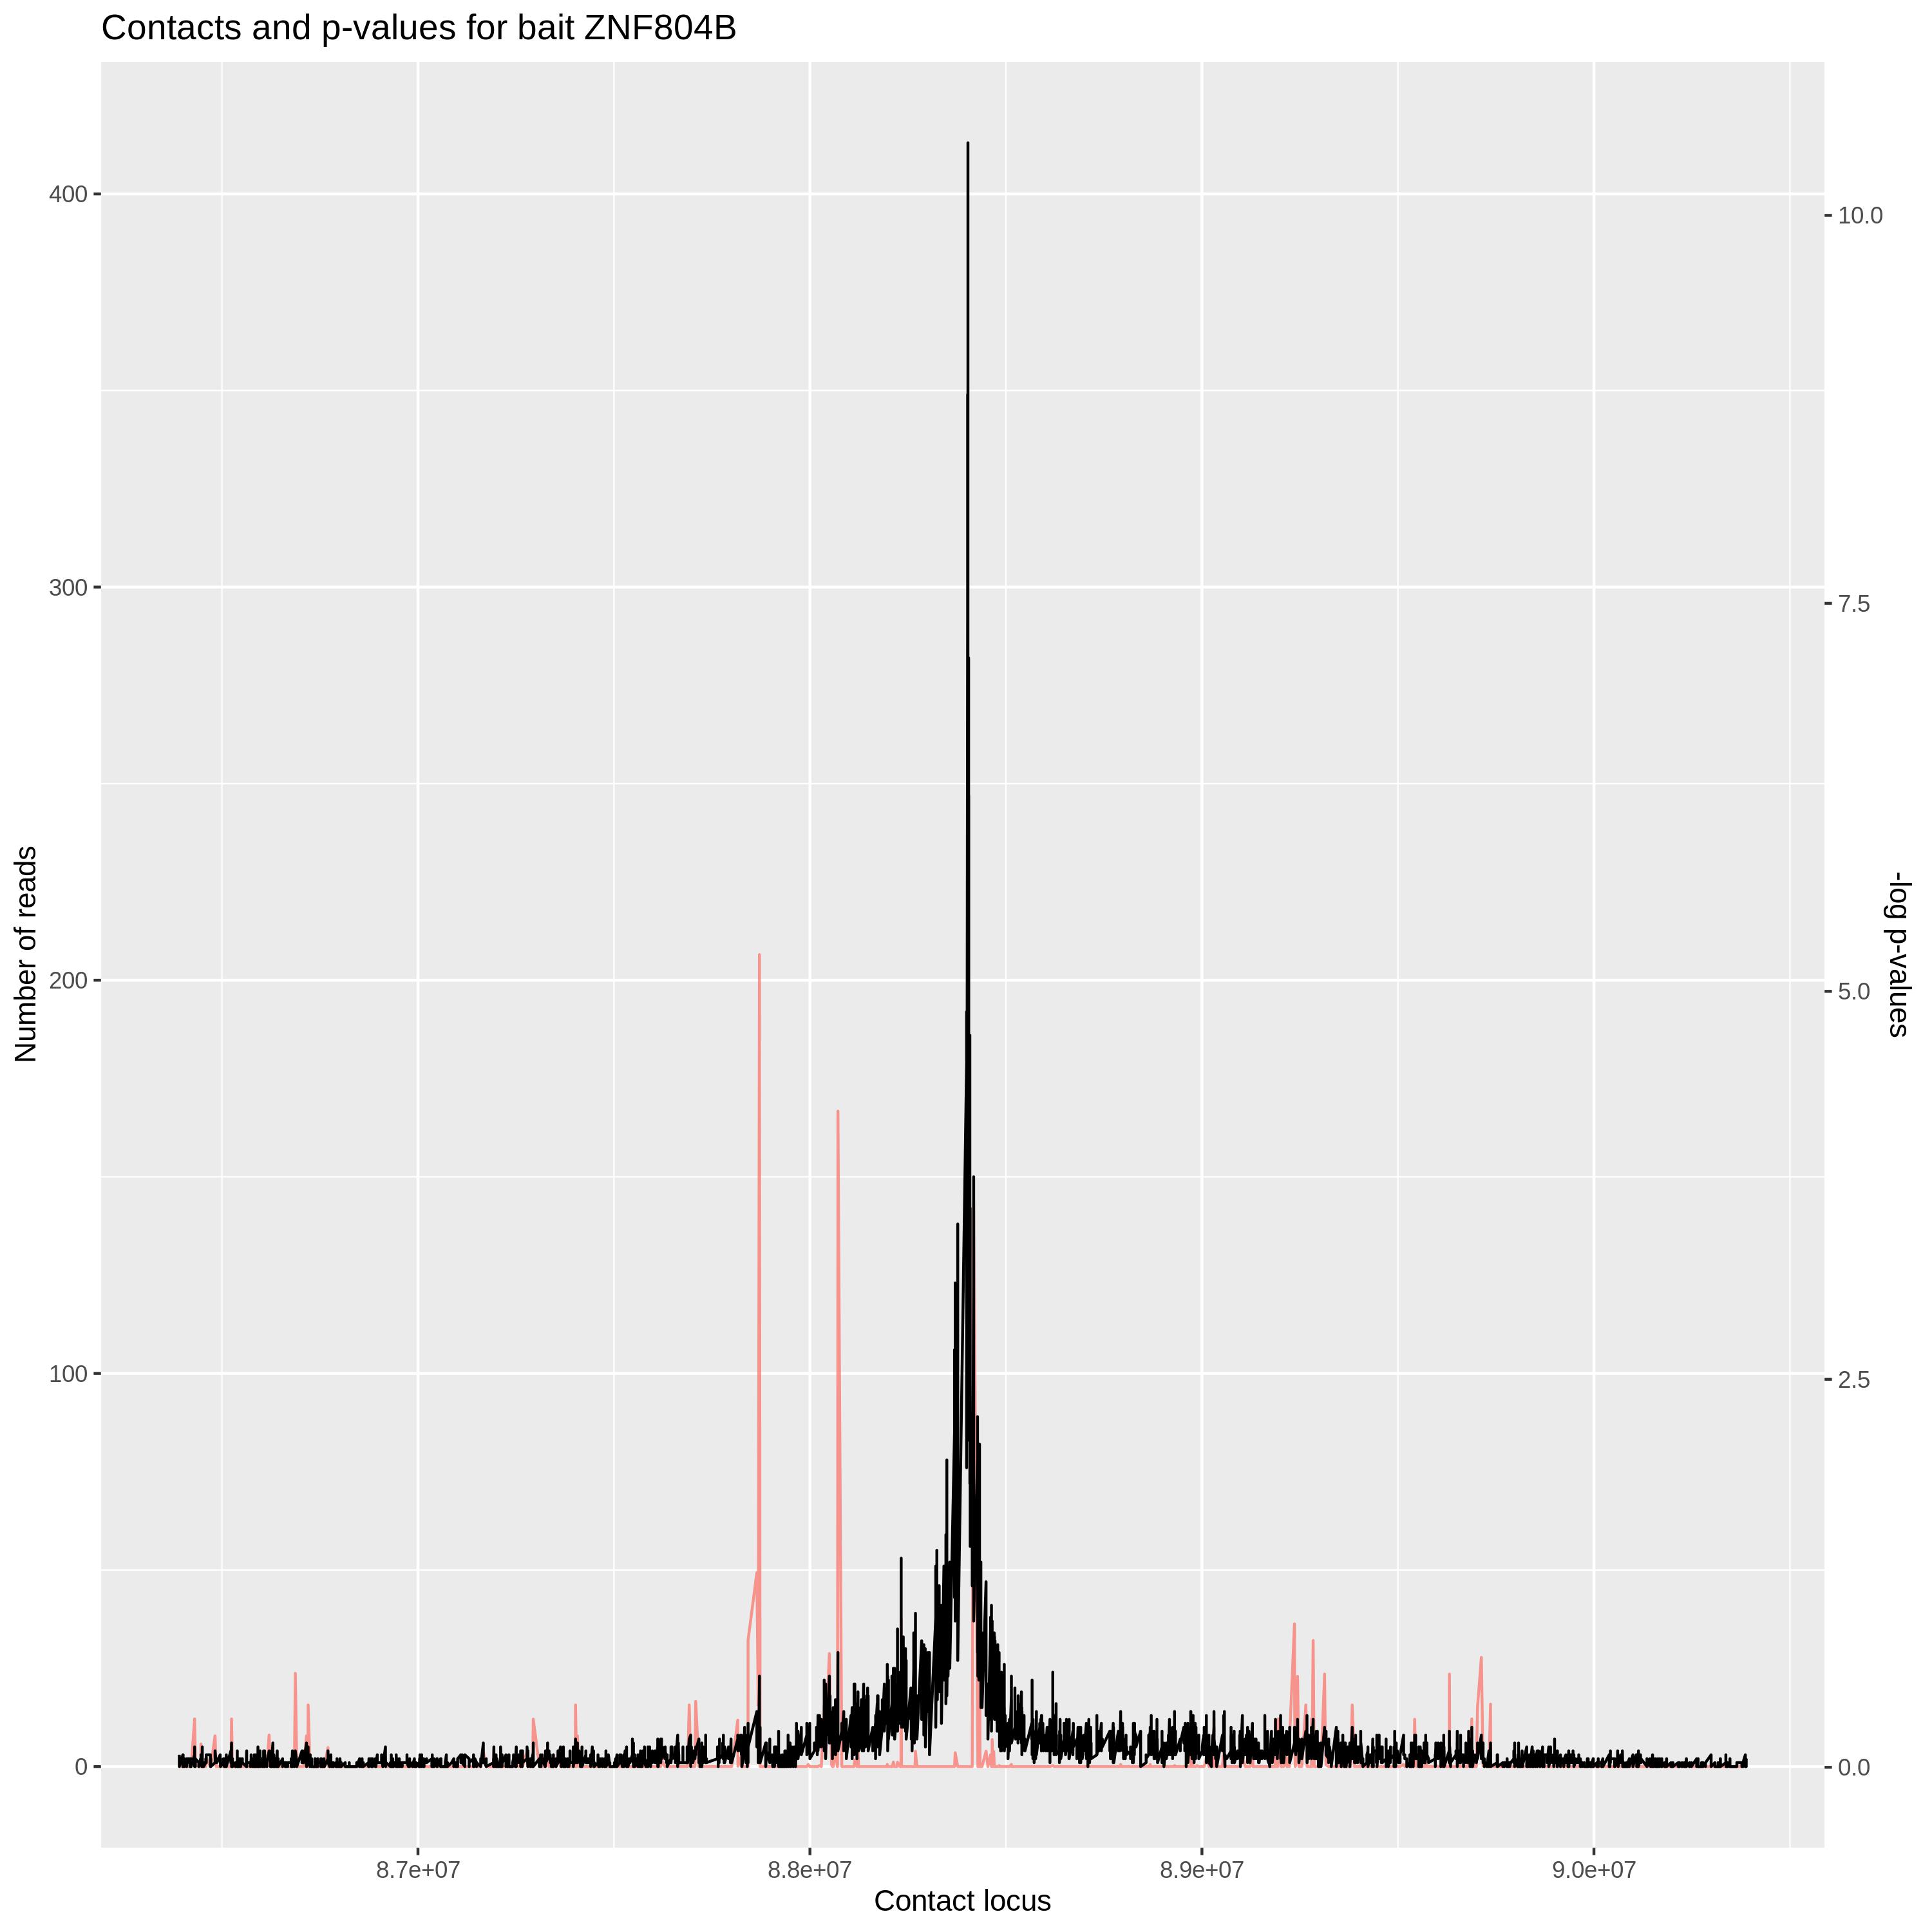 Contacts and p-values for bait ZNF804B
400
300
200
100
0
Number of reads
10.0
7.5
5.0
2.5
0.0
-log p-values
8.7e+07
8.8e+07
8.9e+07
9.0e+07
Contact locus